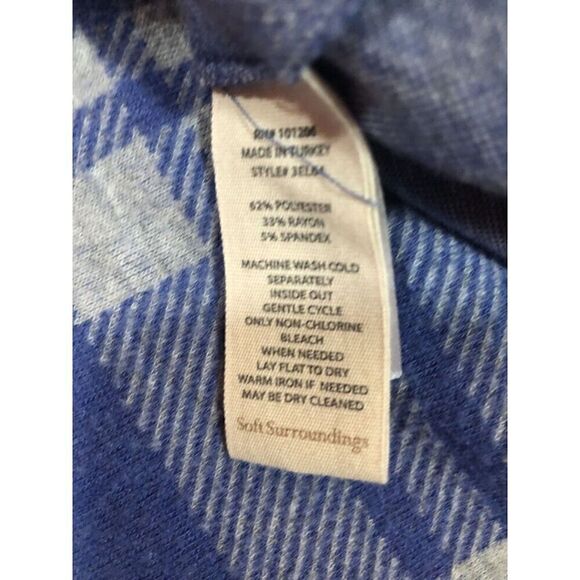 RN# 101206
MADE IN TURKEY
STYLE# 3EL64
62% POLYESTER
33% RAYON
5% SPANDEX
MACHINE WASH COLD
SEPARATELY
INSIDE OUT
GENTLE CYCLE
ONLY NON-CHLORINE
BLEACH
WHEN NEEDED
LAY FLAT TO DRY
WARM IRON IF NEEDED
MAY BE DRY CLEANED
Soft Surroundings